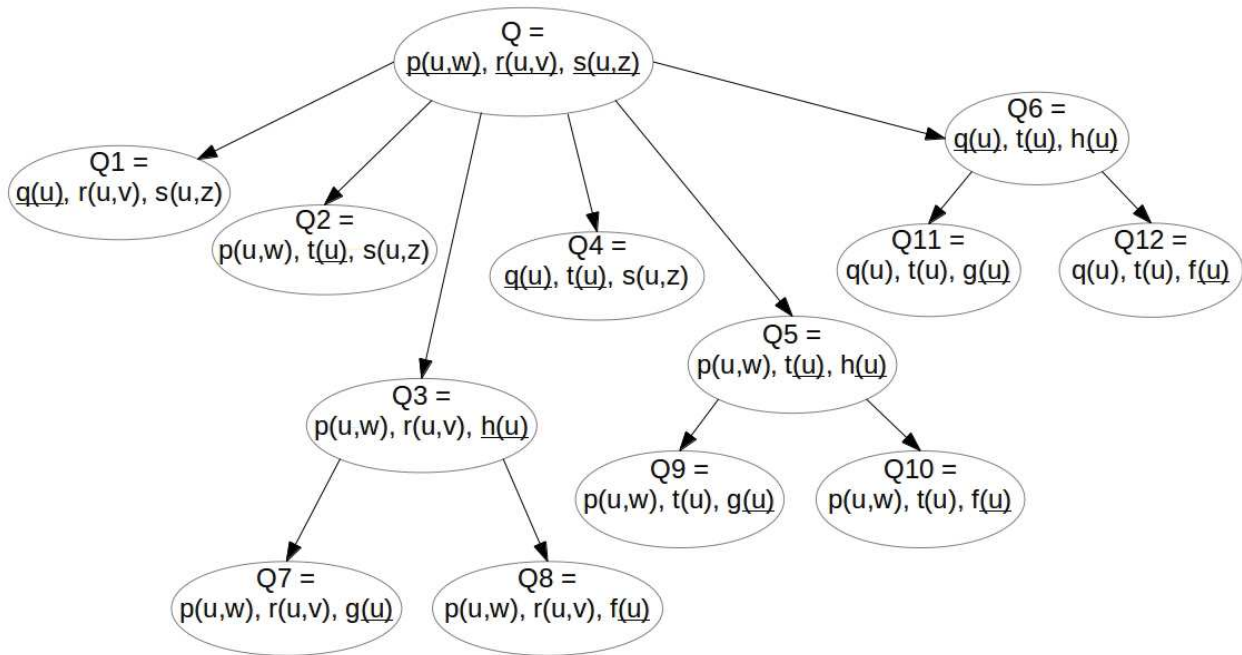 Q =
p(u,w), r(u,v), s(u,z)
Q6 =
q(u), t(u), h(u)
Q1 =
q(u), r(u,v), s(u,z)
Q2 =
p(u,w), t(u), s(u,z)
Q4 =
q(u), t(u), s(u,z)
Q11 =
q(u), t(u), g(u)
Q12 =
q(u), t(u), f(u)
Q5 =
p(u,w), t(u), h(u)
Q3 =
p(u,w), r(u,v), h(u)
Q9 =
p(u,w), t(u), g(u)
Q10 =
p(u,w), t(u), f(u)
Q7 =
p(u,w), r(u,v), g(u)
Q8 =
p(u,w), r(u,v), f(u)